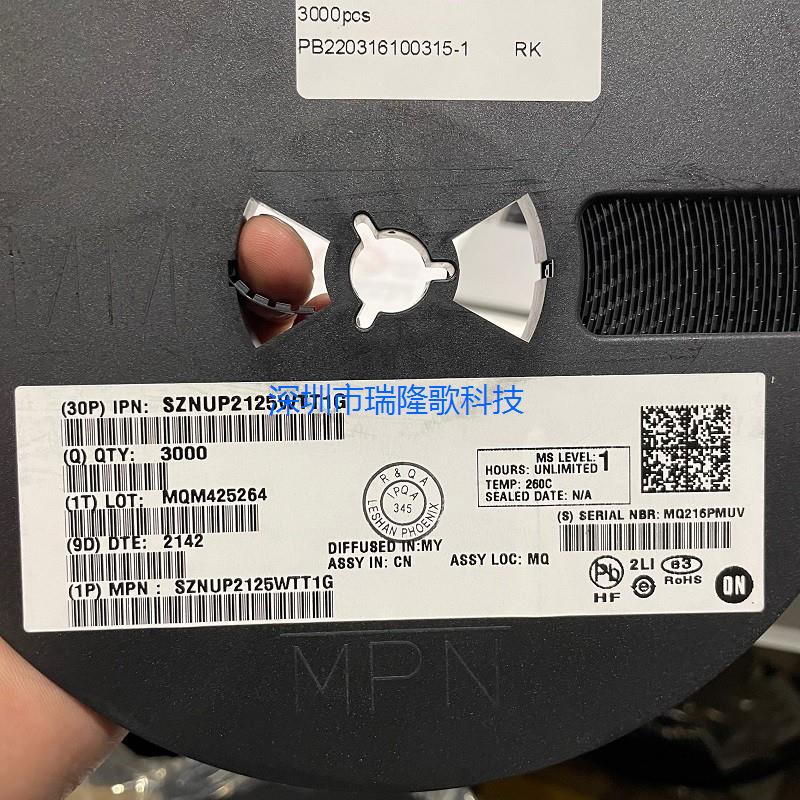 3000pcs
PB220316100315-1 RK
深圳市瑞隆歌科技
(30P) IPN: SZNUP2125WTT1G
(Q) QTY: 3000
(1T) LOT: MQM425264
(9D) DTE: 2142
(1P) MPN : SZNUP2125WTT1G
R & Q A
IPQA
345
LESHAN PHOENIX
DIFFUSED IN:MY
ASSY IN: CN
ASSY LOC: MQ
MS LEVEL: 1
HOURS: UNLIMITED
TEMP: 260C
SEALED DATE: N/A
(S) SERIAL NBR: MQ216PMUV
Pb
HF
2LI
e3
RoHS
ON
MPN